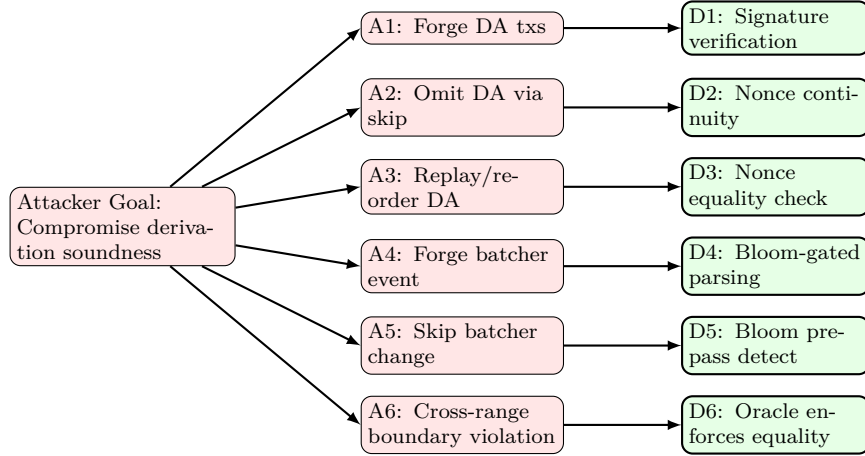 Attacker Goal:
Compromise deriva-
tion soundness
A1: Forge DA txs
D1: Signature
verification
A2: Omit DA via
skip
D2: Nonce conti-
nuity
A3: Replay/re-
order DA
D3: Nonce
equality check
A4: Forge batcher
event
D4: Bloom-gated
parsing
A5: Skip batcher
change
D5: Bloom pre-
pass detect
A6: Cross-range
boundary violation
D6: Oracle en-
forces equality